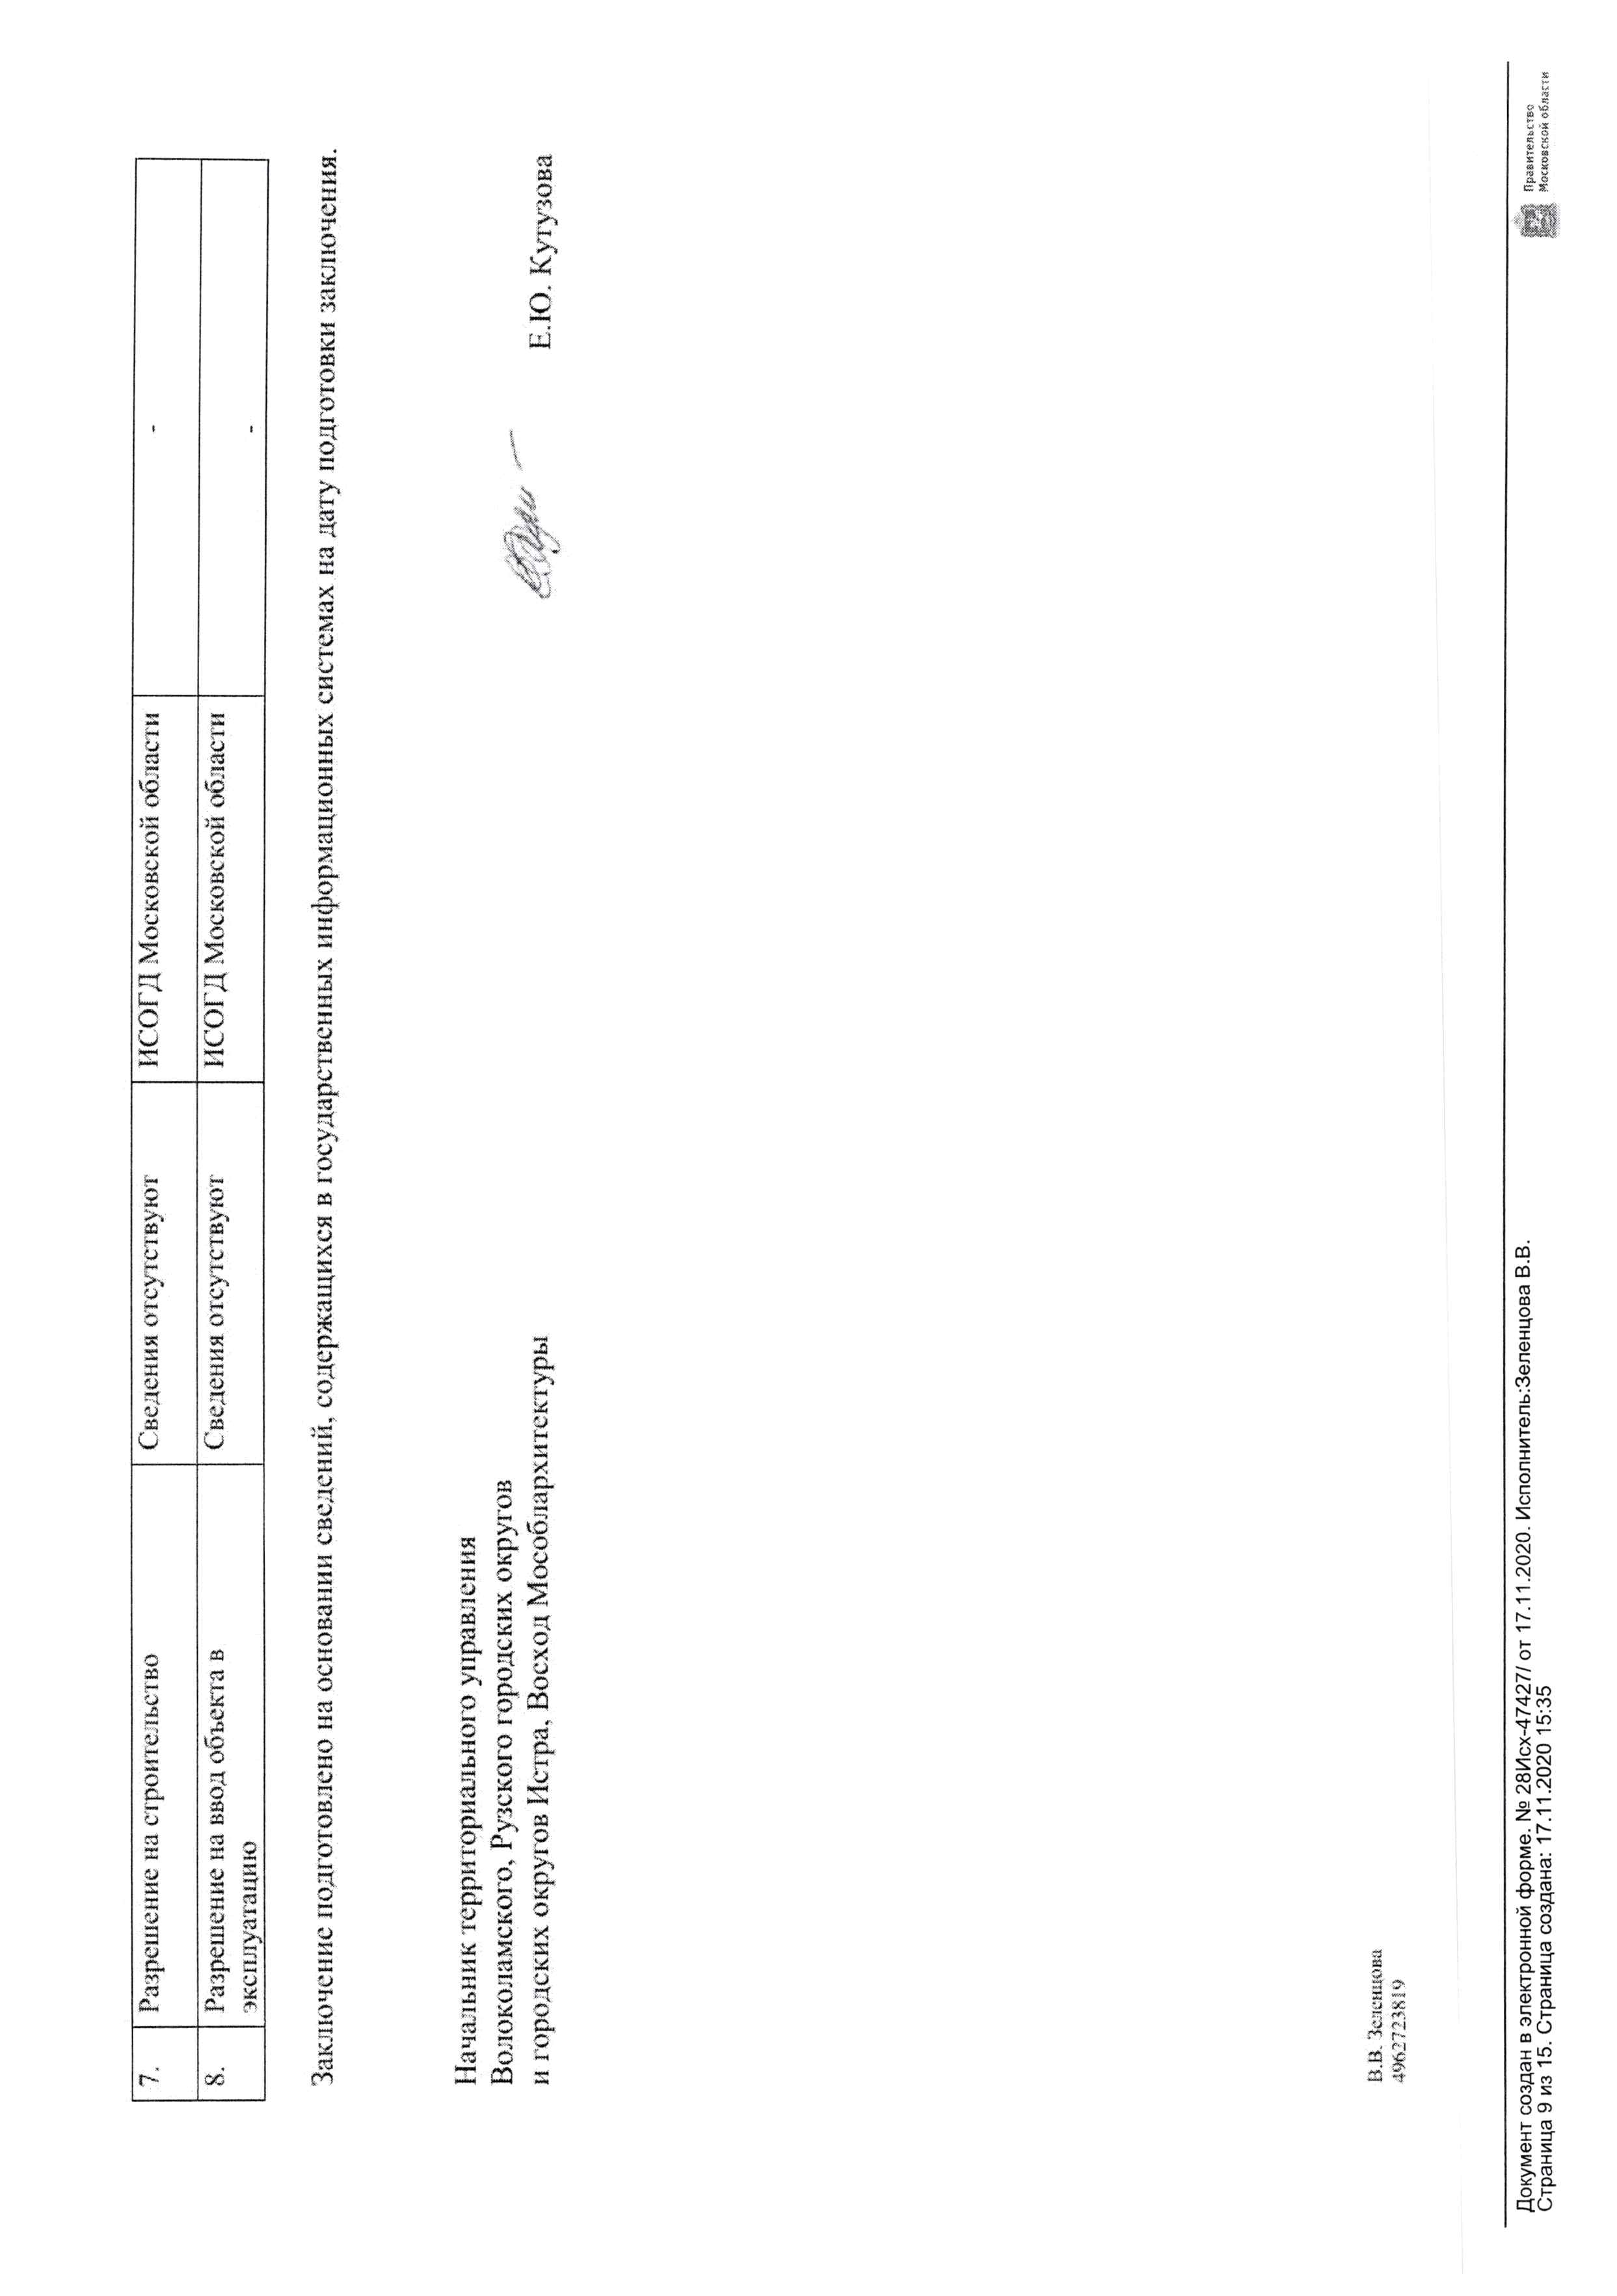 7. Разрешение на строительство Сведения отсутствуют ИСОГД Московской области -
8. Разрешение на ввод объекта в Сведения отсутствуют ИСОГД Московской области
эксплуатацию -
Заключение подготовлено на основании сведений, содержащихся в государственных информационных системах на дату подготовки заключения.
Начальник территориального управления
Волоколамского, Рузского городских округов
и городских округов Истра, Восход Мособлархитектуры Е.Ю. Кутузова
В.В. Зеленцова
4962723819
Документ создан в электронной форме. № 28Исх-47427/ от 17.11.2020. Исполнитель:Зеленцова В.В.
Страница 9 из 15. Страница создана: 17.11.2020 15:35
Правительство
Московской области